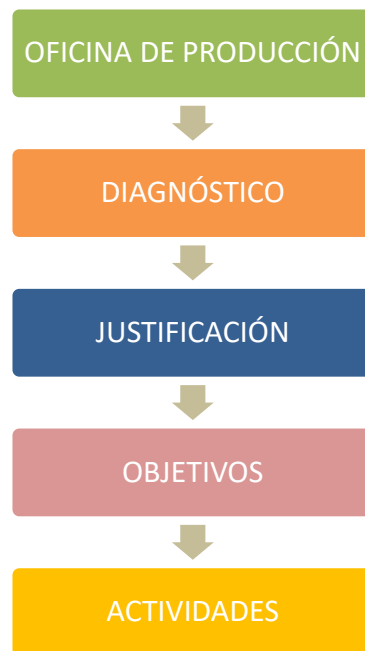 OFICINA DE PRODUCCIÓN
DIAGNÓSTICO
JUSTIFICACIÓN
OBJETIVOS
ACTIVIDADES